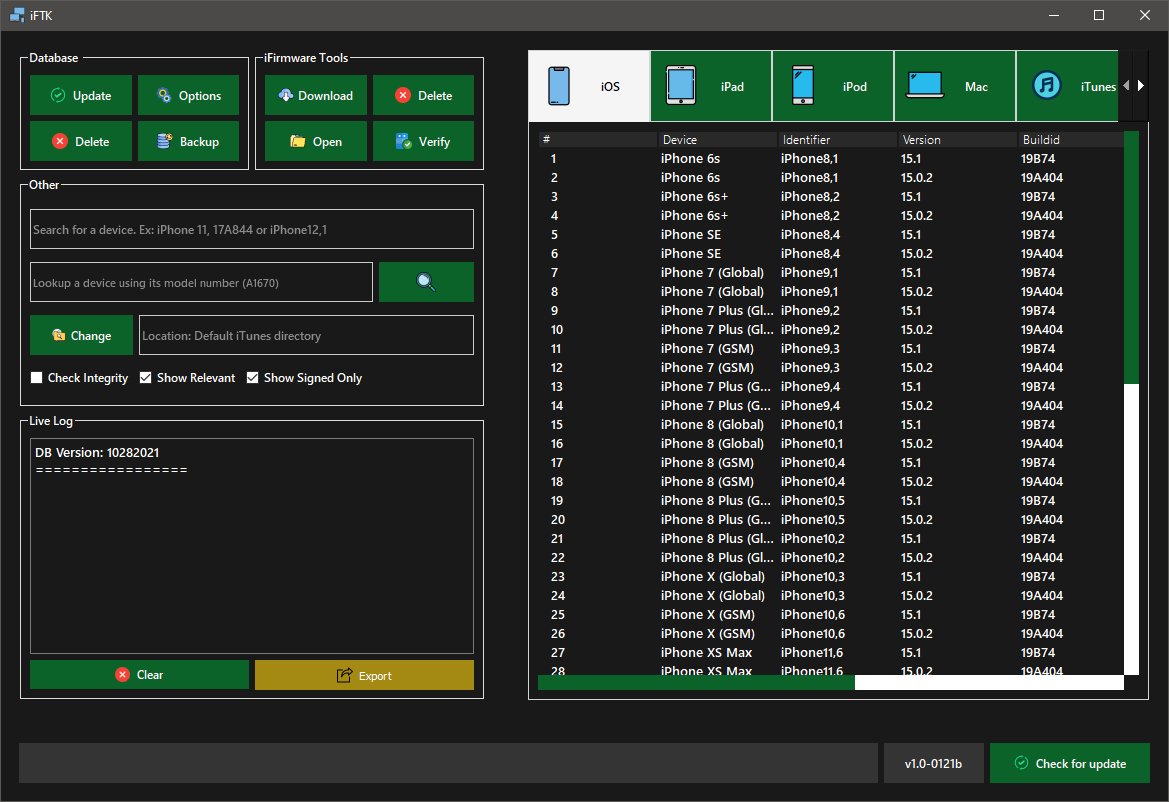 iFTK
Database
Update
Options
Delete
Backup
iFirmware Tools
Download
Delete
Open
Verify
Other
Search for a device. Ex: iPhone 11, 17A844 or iPhone12,1
Lookup a device using its model number (A1670)
Change
Location: Default iTunes directory
Check Integrity Show Relevant Show Signed Only
Live Log
DB Version: 10282021
=================
Clear
Export
iOS iPad iPod Mac iTunes
# Device Identifier Version Buildid
1 iPhone 6s iPhone8,1 15.1 19B74
2 iPhone 6s iPhone8,1 15.0.2 19A404
3 iPhone 6s+ iPhone8,2 15.1 19B74
4 iPhone 6s+ iPhone8,2 15.0.2 19A404
5 iPhone SE iPhone8,4 15.1 19B74
6 iPhone SE iPhone8,4 15.0.2 19A404
7 iPhone 7 (Global) iPhone9,1 15.1 19B74
8 iPhone 7 (Global) iPhone9,1 15.0.2 19A404
9 iPhone 7 Plus (Gl... iPhone9,2 15.1 19B74
10 iPhone 7 Plus (Gl... iPhone9,2 15.0.2 19A404
11 iPhone 7 (GSM) iPhone9,3 15.1 19B74
12 iPhone 7 (GSM) iPhone9,3 15.0.2 19A404
13 iPhone 7 Plus (G... iPhone9,4 15.1 19B74
14 iPhone 7 Plus (G... iPhone9,4 15.0.2 19A404
15 iPhone 8 (Global) iPhone10,1 15.1 19B74
16 iPhone 8 (Global) iPhone10,1 15.0.2 19A404
17 iPhone 8 (GSM) iPhone10,4 15.1 19B74
18 iPhone 8 (GSM) iPhone10,4 15.0.2 19A404
19 iPhone 8 Plus (G... iPhone10,5 15.1 19B74
20 iPhone 8 Plus (G... iPhone10,5 15.0.2 19A404
21 iPhone 8 Plus (Gl... iPhone10,2 15.1 19B74
22 iPhone 8 Plus (Gl... iPhone10,2 15.0.2 19A404
23 iPhone X (Global) iPhone10,3 15.1 19B74
24 iPhone X (Global) iPhone10,3 15.0.2 19A404
25 iPhone X (GSM) iPhone10,6 15.1 19B74
26 iPhone X (GSM) iPhone10,6 15.0.2 19A404
27 iPhone XS Max iPhone11,6 15.1 19B74
28 iPhone XS Max iPhone11,6 15.0.2 19A404
v1.0-0121b
Check for update